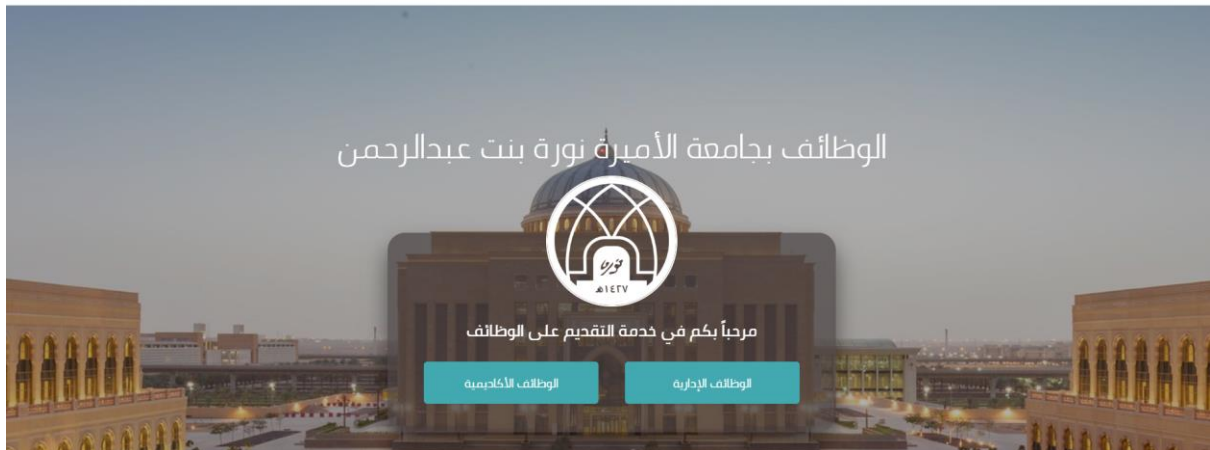 الوظائف بجامعة الأميرة نورة بنت عبدالرحمن
نورة
١٤٢٧هـ
مرحباً بكم في خدمة التقديم على الوظائف
الوظائف الإدارية
الوظائف الأكاديمية